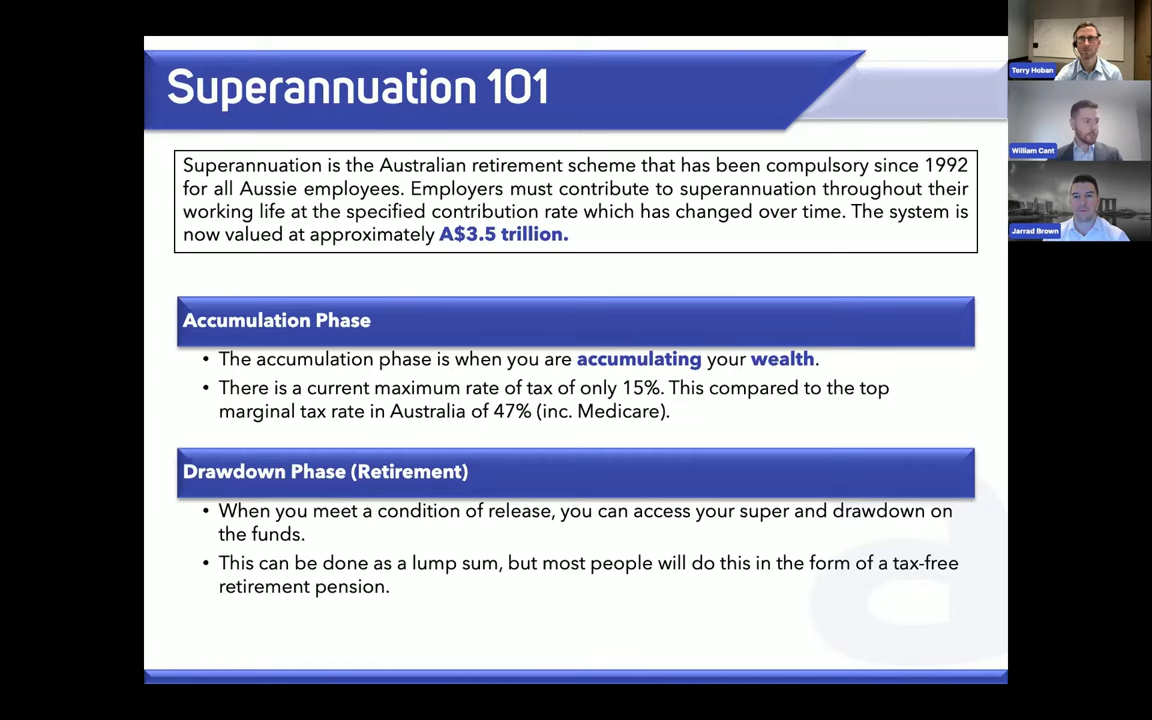 Superannuation 101
Superannuation is the Australian retirement scheme that has been compulsory since 1992
for all Aussie employees. Employers must contribute to superannuation throughout their
working life at the specified contribution rate which has changed over time. The system is
now valued at approximately A$3.5 trillion.
Accumulation Phase
• The accumulation phase is when you are accumulating your wealth.
• There is a current maximum rate of tax of only 15%. This compared to the top
marginal tax rate in Australia of 47% (inc. Medicare).
Drawdown Phase (Retirement)
• When you meet a condition of release, you can access your super and drawdown on
the funds.
• This can be done as a lump sum, but most people will do this in the form of a tax-free
retirement pension.
Terry Hoban
William Cant
Jarrad Brown